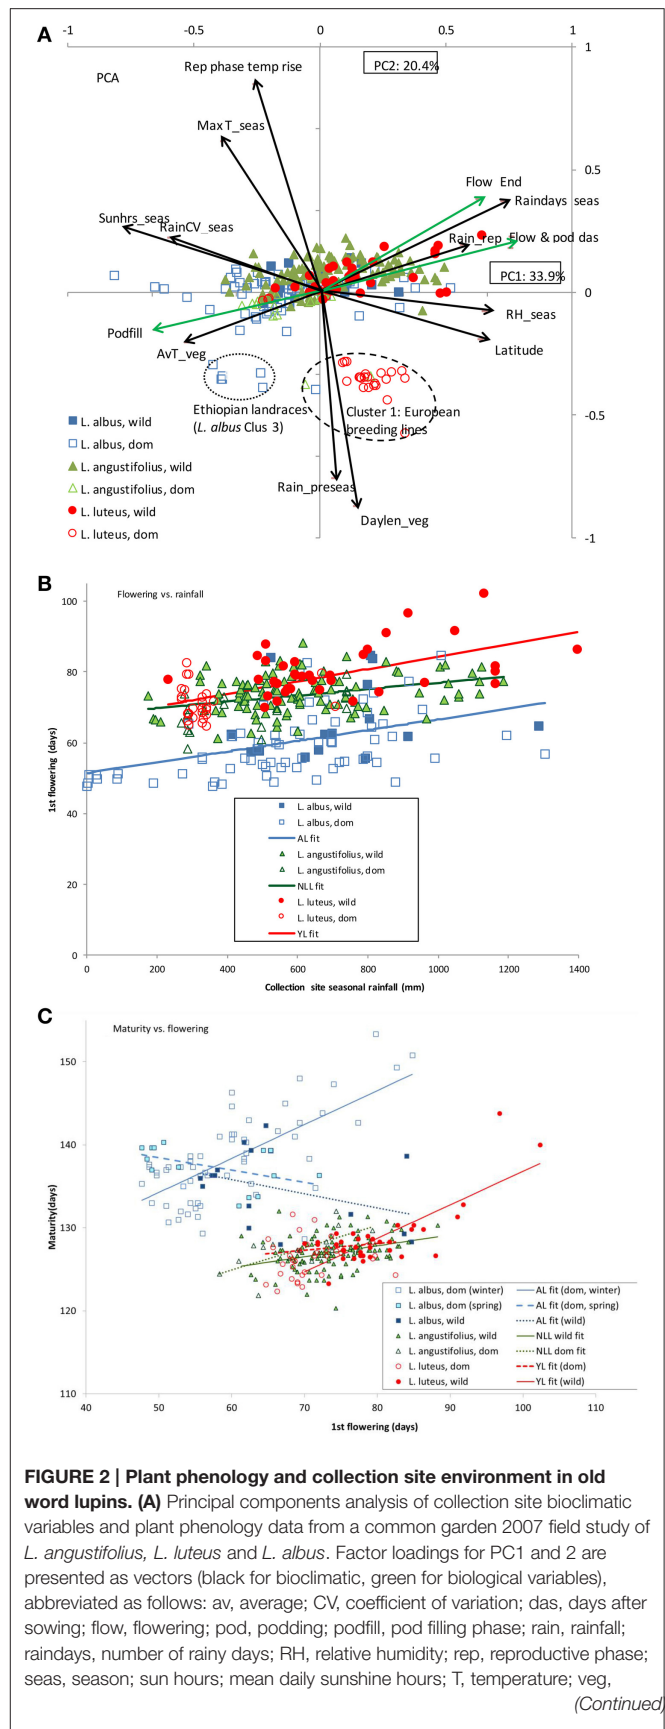 A
-1
-0.5
0
0.5
1
PCA
Rep phase temp rise
PC2: 20.4%
1
Max T_seas
0.5
Flow End
Raindays seas
Sunhrs_seas
RainCV_seas
Rain_rep
Flow & pod das
PC1: 33.9%
0
RH_seas
Podfill
AvT_veg
Latitude
Ethiopian landraces
(L. albus Clus 3)
Cluster 1: European
breeding lines
-0.5
L. albus, wild
L. albus, dom
L. angustifolius, wild
L. angustifolius, dom
L. luteus, wild
L. luteus, dom
Rain_preseas
Daylen_veg
-1
B
Flowering vs. rainfall
100
80
60
40
20
0
1st flowering (days)
L. albus, wild
L. albus, dom
AL fit
L. angustifolius, wild
L. angustifolius, dom
NLL fit
L. luteus, wild
L. luteus, dom
YL fit
0 200 400 600 800 1000 1200 1400
Collection site seasonal rainfall (mm)
C
Maturity vs. flowering
150
140
130
120
110
Maturity(days)
L. albus, dom (winter) AL fit (dom, winter)
L. albus, dom (spring) AL fit (dom, spring)
L. albus, wild AL fit (wild)
L. angustifolius, wild NLL wild fit
L. angustifolius, dom NLL dom fit
L. luteus, dom YL fit (dom)
L. luteus, wild YL fit (wild)
40 50 60 70 80 90 100 110
1st flowering (days)
FIGURE 2 | Plant phenology and collection site environment in old
word lupins. (A) Principal components analysis of collection site bioclimatic
variables and plant phenology data from a common garden 2007 field study of
L. angustifolius, L. luteus and L. albus. Factor loadings for PC1 and 2 are
presented as vectors (black for bioclimatic, green for biological variables),
abbreviated as follows: av, average; CV, coefficient of variation; das, days after
sowing; flow, flowering; pod, podding; podfill, pod filling phase; rain, rainfall;
raindays, number of rainy days; RH, relative humidity; rep, reproductive phase;
seas, season; sun hours; mean daily sunshine hours; T, temperature; veg,
(Continued)